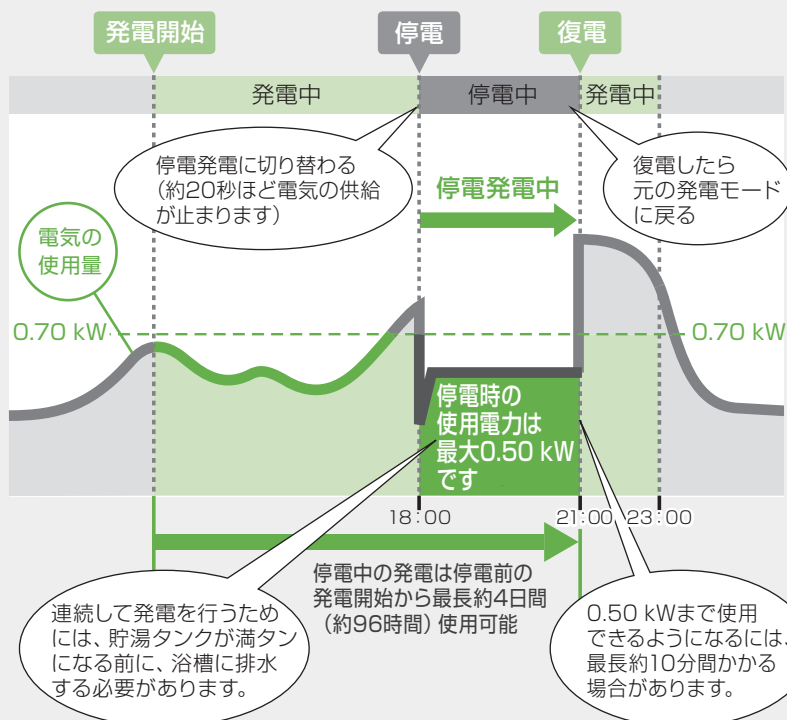 発電開始
停電
復電
発電中
停電中
発電中
停電発電に切り替わる
（約20秒ほど電気の供給
が止まります）
停電発電中
復電したら
元の発電モード
に戻る
電気の
使用量
0.70 kW
0.70 kW
停電時の
使用電力は
最大0.50 kW
です
18：00
21：00
23：00
停電中の発電は停電前の
発電開始から最長約4日間
（約96時間）使用可能
連続して発電を行うため
には、貯湯タンクが満タン
になる前に、浴槽に排水
する必要があります。
0.50 kWまで使用
できるようになるには、
最長約10分間かかる
場合があります。